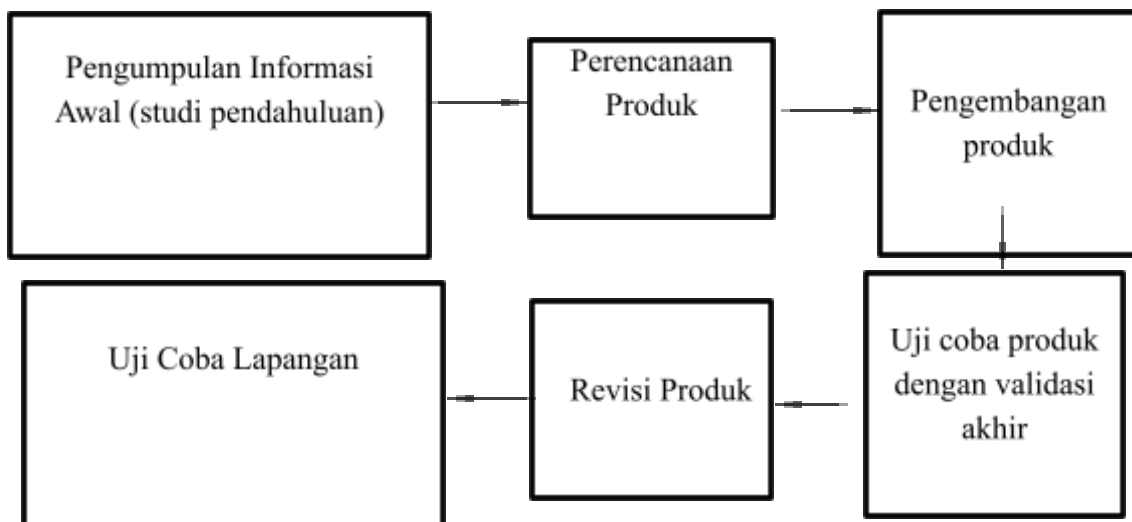 Pengumpulan Informasi
Awal (studi pendahuluan)
Perencanaan
Produk
Pengembangan
produk
Uji coba produk
dengan validasi
akhir
Revisi Produk
Uji Coba Lapangan